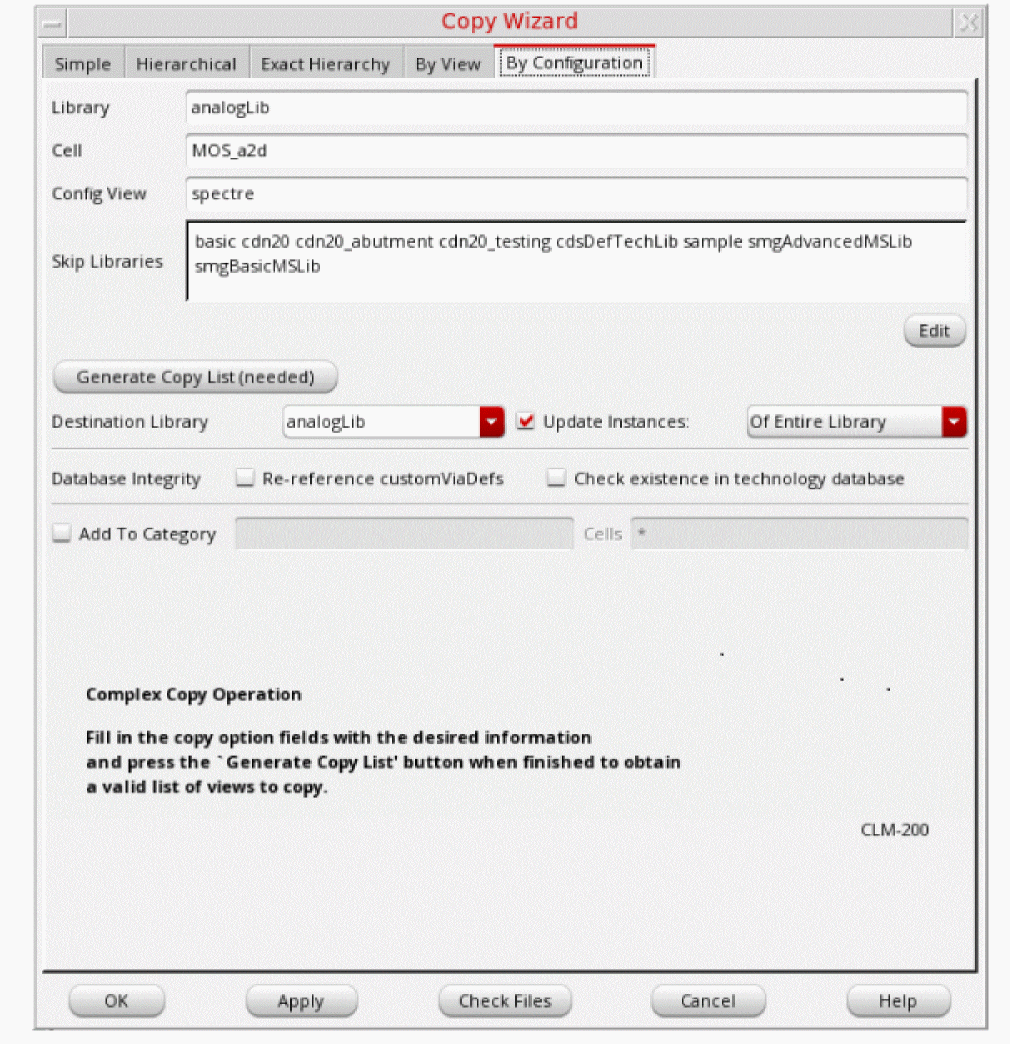 Copy Wizard
Simple Hierarchical Exact Hierarchy By View By Configuration
Library analogLib
Cell MOS_a2d
Config View spectre
Skip Libraries basic cdn20 cdn20_abutment cdn20_testing cdsDefTechLib sample smgAdvancedMSLib
smgBasicMSLib
Edit
Generate Copy List (needed)
Destination Library analogLib Update Instances: Of Entire Library
Database Integrity Re-reference customViaDefs Check existence in technology database
Add To Category Cells *
Complex Copy Operation
Fill in the copy option fields with the desired information
and press the `Generate Copy List' button when finished to obtain
a valid list of views to copy.
CLM-200
OK Apply Check Files Cancel Help